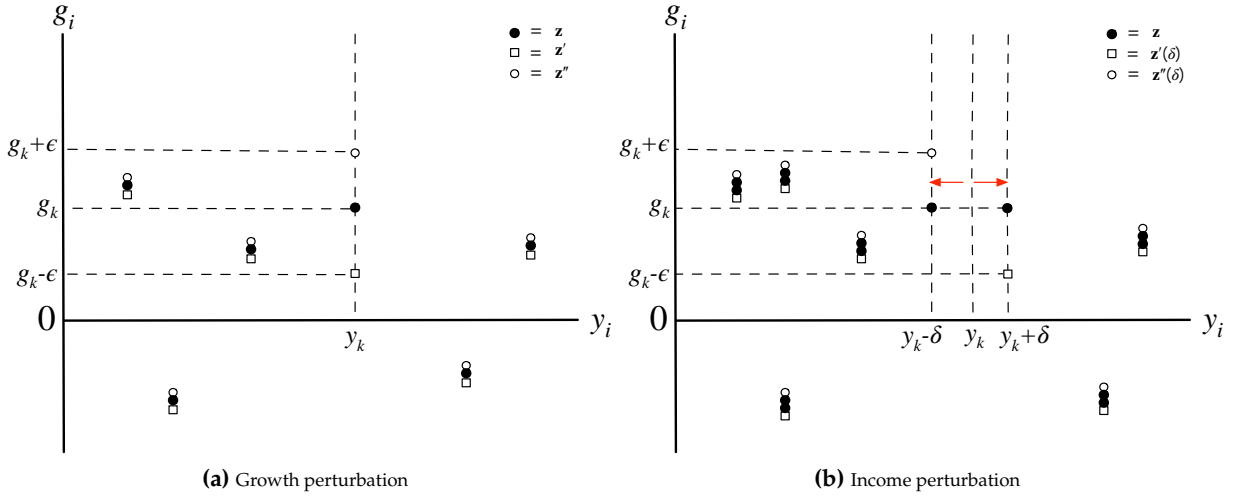 g_i
● = z
□ = z′
○ = z″
g_k+ϵ
g_k
g_k-ϵ
0
y_i
y_k
(a) Growth perturbation
g_i
● = z
□ = z′(δ)
○ = z″(δ)
g_k+ϵ
g_k
g_k-ϵ
0
y_i
y_k-δ y_k y_k+δ
(b) Income perturbation